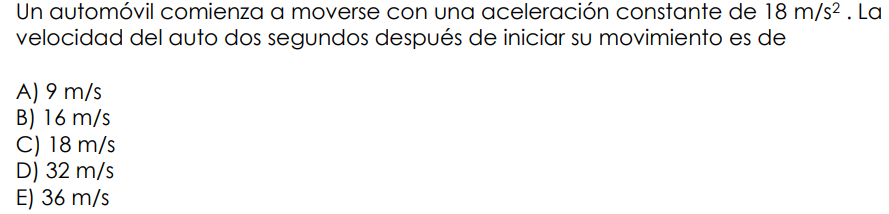 Un automóvil comienza a moverse con una aceleración constante de 18 m/s² . La
velocidad del auto dos segundos después de iniciar su movimiento es de
A) 9 m/s
B) 16 m/s
C) 18 m/s
D) 32 m/s
E) 36 m/s